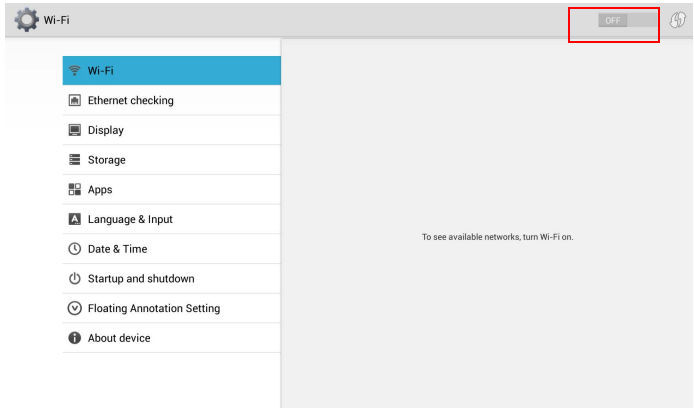 Wi-Fi
OFF
Wi-Fi
Ethernet checking
Display
Storage
Apps
Language & Input
Date & Time
Startup and shutdown
Floating Annotation Setting
About device
To see available networks, turn Wi-Fi on.